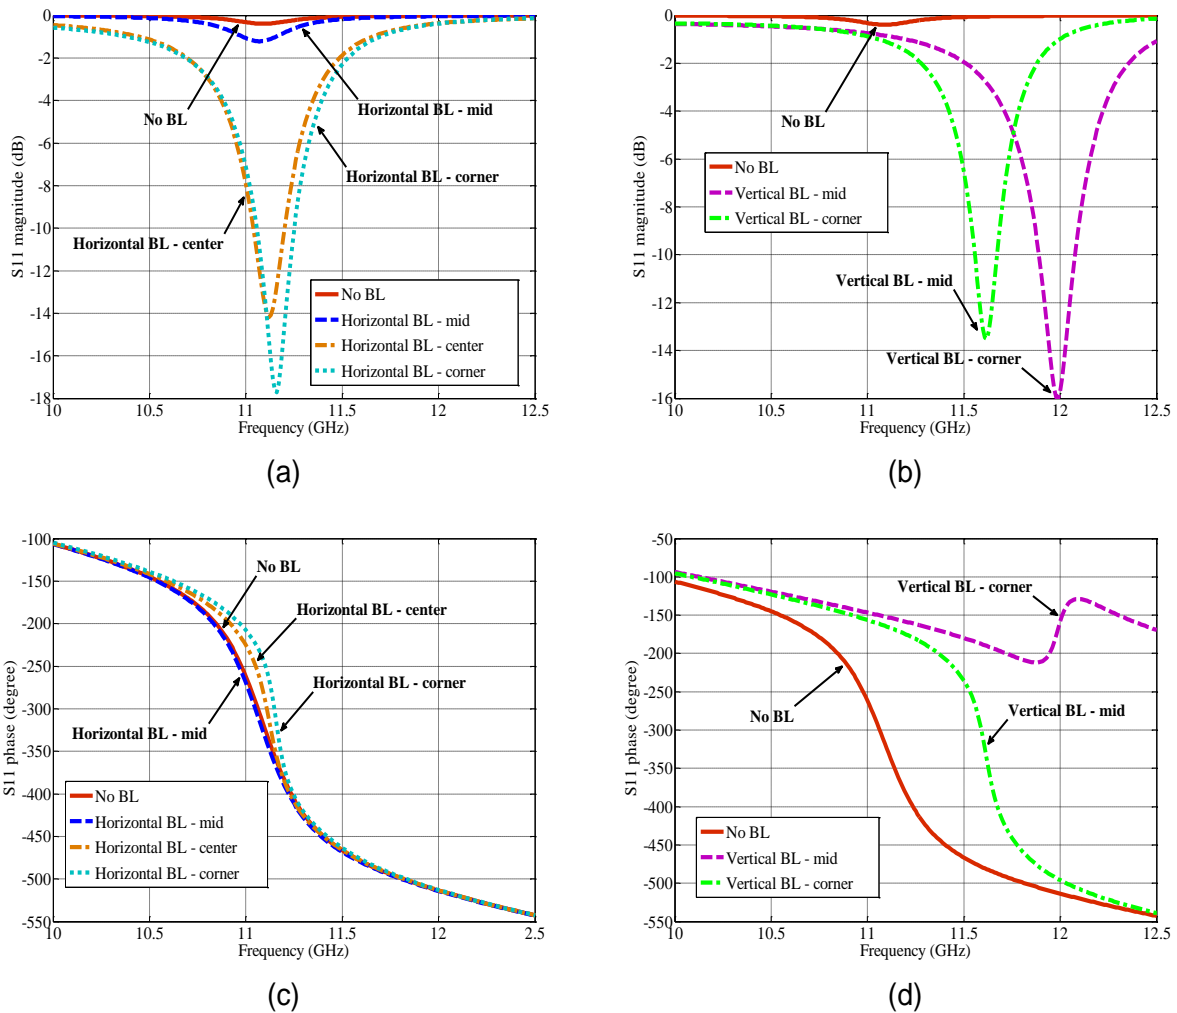 0
-2
-4
-6
-8
-10
-12
-14
-16
-18
10
10.5
11
11.5
12
12.5
S11 magnitude (dB)
Frequency (GHz)
No BL
Horizontal BL - mid
Horizontal BL - corner
Horizontal BL - center
No BL
Horizontal BL - mid
Horizontal BL - center
Horizontal BL - corner
(a)
0
-2
-4
-6
-8
-10
-12
-14
-16
10
10.5
11
11.5
12
12.5
S11 magnitude (dB)
Frequency (GHz)
No BL
No BL
Vertical BL - mid
Vertical BL - corner
Vertical BL - mid
Vertical BL - corner
(b)
-100
-150
-200
-250
-300
-350
-400
-450
-500
-550
10
10.5
11
11.5
12
2.5
S11 phase (degree)
Frequency (GHz)
No BL
Horizontal BL - center
Horizontal BL - corner
Horizontal BL - mid
No BL
Horizontal BL - mid
Horizontal BL - center
Horizontal BL - corner
(c)
-50
-100
-150
-200
-250
-300
-350
-400
-450
-500
-550
10
10.5
11
11.5
12
12.5
S11 phase (degree)
Frequency (GHz)
Vertical BL - corner
No BL
Vertical BL - mid
No BL
Vertical BL - mid
Vertical BL - corner
(d)